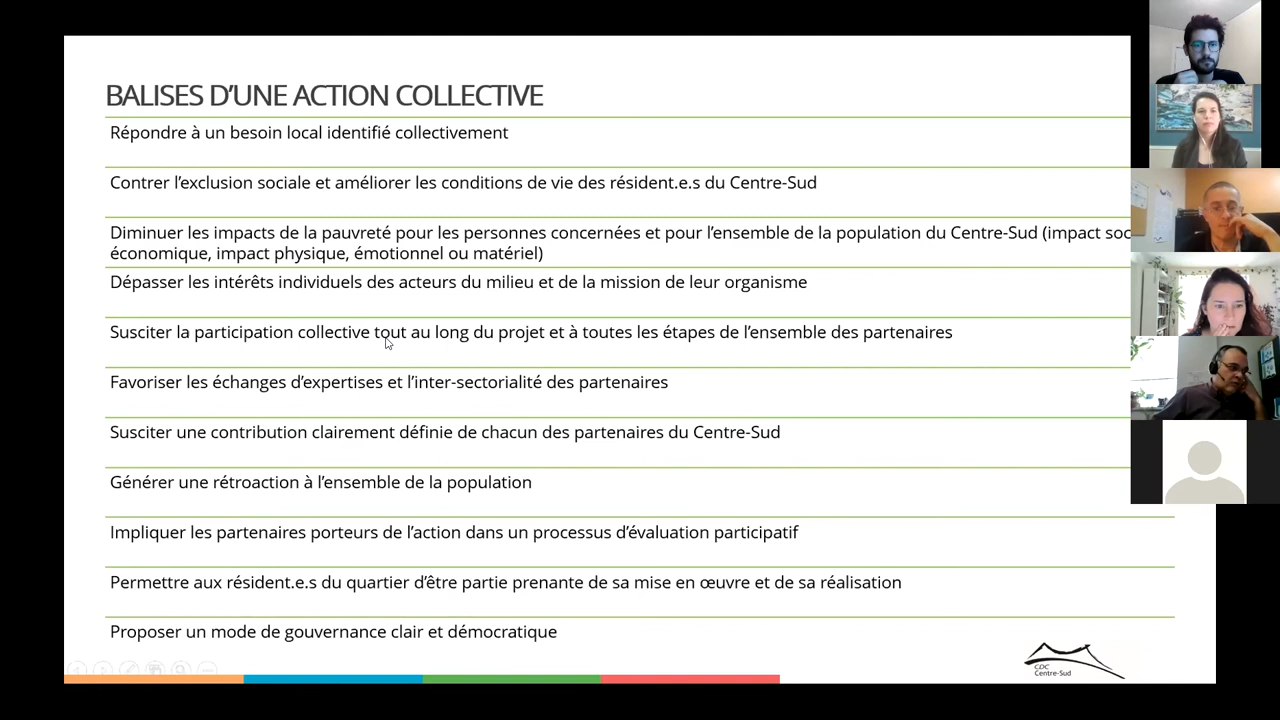 BALISES D'UNE ACTION COLLECTIVE
Répondre à un besoin local identifié collectivement
Contrer l'exclusion sociale et améliorer les conditions de vie des résident.e.s du Centre-Sud
Diminuer les impacts de la pauvreté pour les personnes concernées et pour l'ensemble de la population du Centre-Sud (impact
économique, impact physique, émotionnel ou matériel)
Dépasser les intérêts individuels des acteurs du milieu et de la mission de leur organisme
Susciter la participation collective tout au long du projet et à toutes les étapes de l'ensemble des partenaires
Favoriser les échanges d'expertises et l'inter-sectorialité des partenaires
Susciter une contribution clairement définie de chacun des partenaires du Centre-Sud
Générer une rétroaction à l'ensemble de la population
Impliquer les partenaires porteurs de l'action dans un processus d'évaluation participatif
Permettre aux résident.e.s du quartier d'être partie prenante de sa mise en œuvre et de sa réalisation
Proposer un mode de gouvernance clair et démocratique
CDC
Centre-Sud